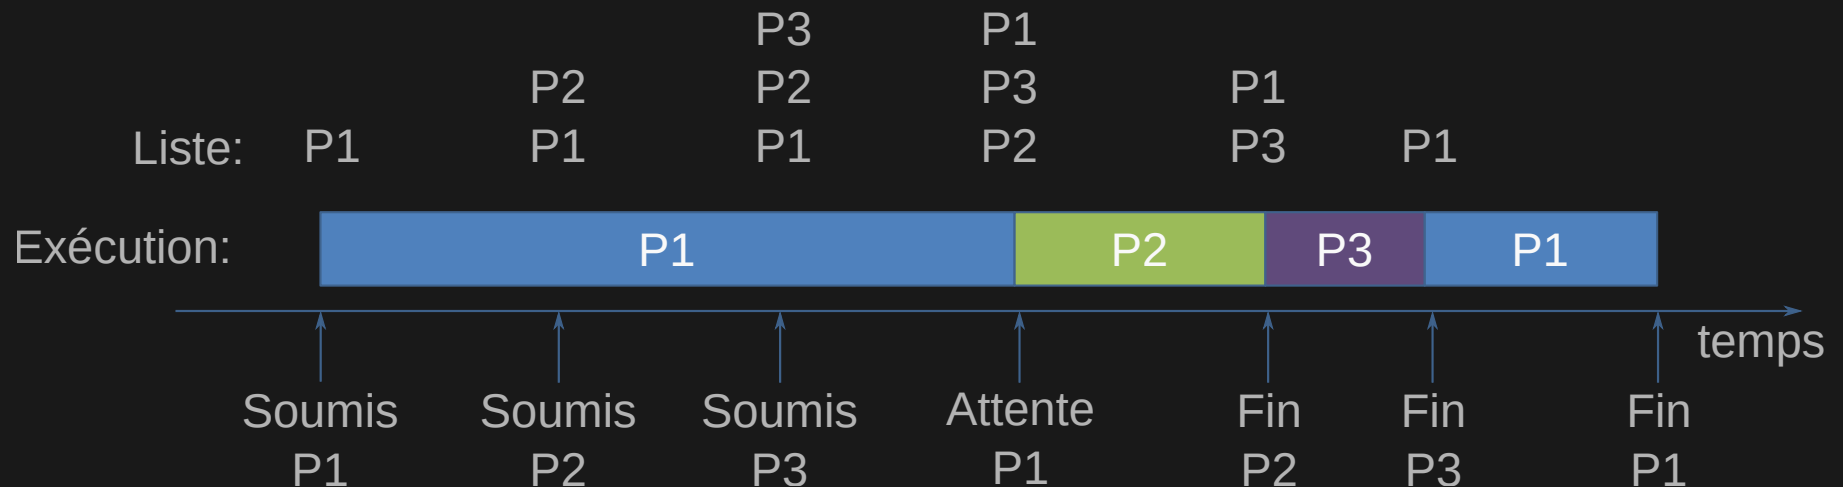 P3 P1
P2 P2 P3 P1
Liste: P1 P1 P1 P2 P3 P1
Exécution: P1 P2 P3 P1
temps
Soumis Soumis Soumis Attente Fin Fin Fin
P1 P2 P3 P1 P2 P3 P1